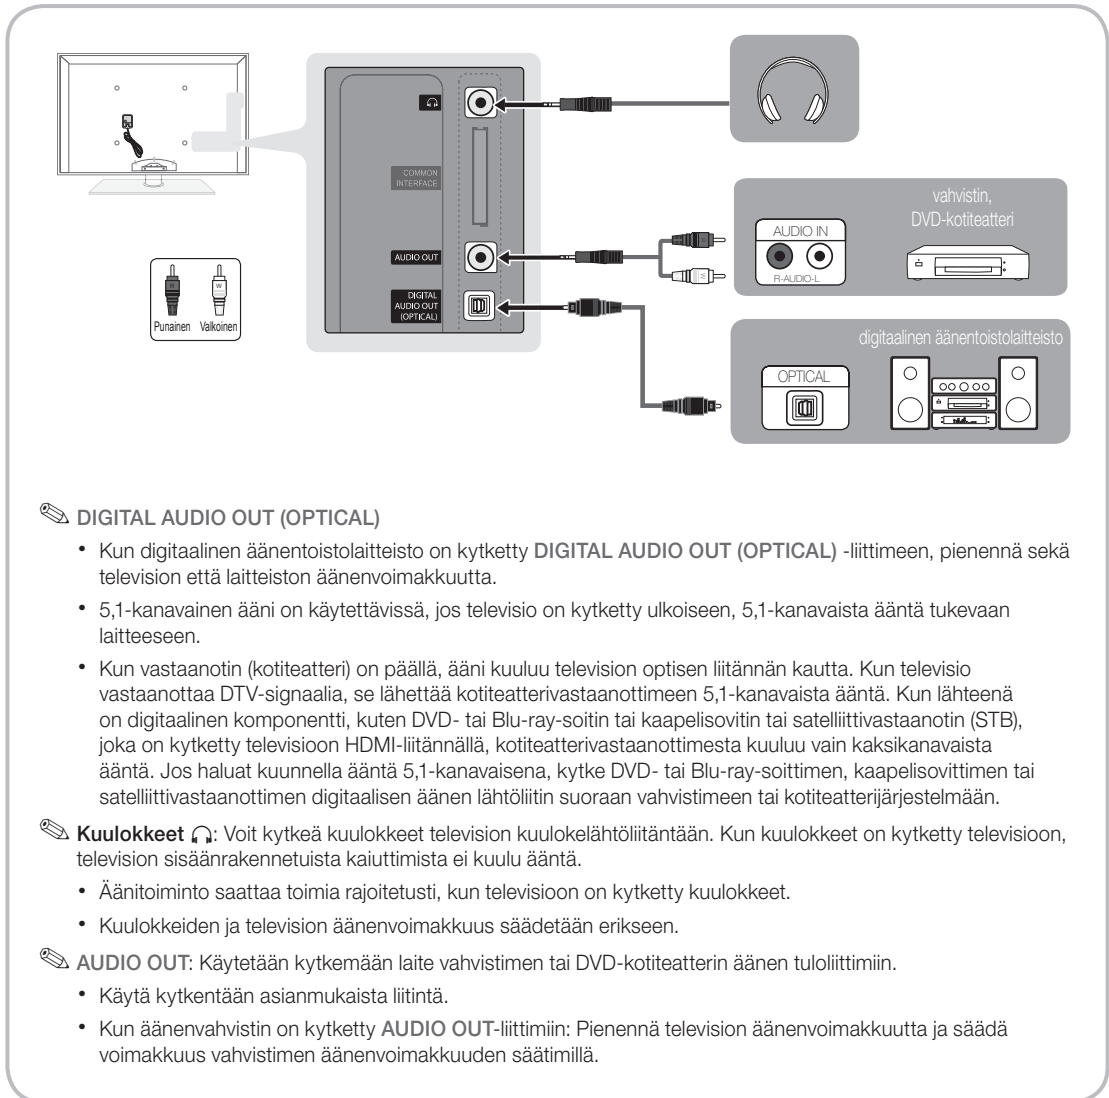 COMMON
INTERFACE
AUDIO OUT
DIGITAL
AUDIO OUT
(OPTICAL)
R
W
Punainen Valkoinen
R
W
vahvistin,
DVD-kotiteatteri
AUDIO IN
R-AUDIO-L
digitaalinen äänentoistolaitteisto
OPTICAL
DIGITAL AUDIO OUT (OPTICAL)
• Kun digitaalinen äänentoistolaitteisto on kytketty DIGITAL AUDIO OUT (OPTICAL) -liittimeen, pienennä sekä
television että laitteiston äänenvoimakkuutta.
• 5,1-kanavainen ääni on käytettävissä, jos televisio on kytketty ulkoiseen, 5,1-kanavaista ääntä tukevaan
laitteeseen.
• Kun vastaanotin (kotiteatteri) on päällä, ääni kuuluu television optisen liitännän kautta. Kun televisio
vastaanottaa DTV-signaalia, se lähettää kotiteatterivastaanottimeen 5,1-kanavaista ääntä. Kun lähteenä
on digitaalinen komponentti, kuten DVD- tai Blu-ray-soitin tai kaapelisovitin tai satelliittivastaanotin (STB),
joka on kytketty televisioon HDMI-liitännällä, kotiteatterivastaanottimesta kuuluu vain kaksikanavaista
ääntä. Jos haluat kuunnella ääntä 5,1-kanavaisena, kytke DVD- tai Blu-ray-soittimen, kaapelisovittimen tai
satelliittivastaanottimen digitaalisen äänen lähtöliitin suoraan vahvistimeen tai kotiteatterijärjestelmään.
Kuulokkeet : Voit kytkeä kuulokkeet television kuulokelähtöliitäntään. Kun kuulokkeet on kytketty televisioon,
television sisäänrakennetuista kaiuttimista ei kuulu ääntä.
• Äänitoiminto saattaa toimia rajoitetusti, kun televisioon on kytketty kuulokkeet.
• Kuulokkeiden ja television äänenvoimakkuus säädetään erikseen.
AUDIO OUT: Käytetään kytkemään laite vahvistimen tai DVD-kotiteatterin äänen tuloliittimiin.
• Käytä kytkentään asianmukaista liitintä.
• Kun äänenvahvistin on kytketty AUDIO OUT-liittimiin: Pienennä television äänenvoimakkuutta ja säädä
voimakkuus vahvistimen äänenvoimakkuuden säätimillä.